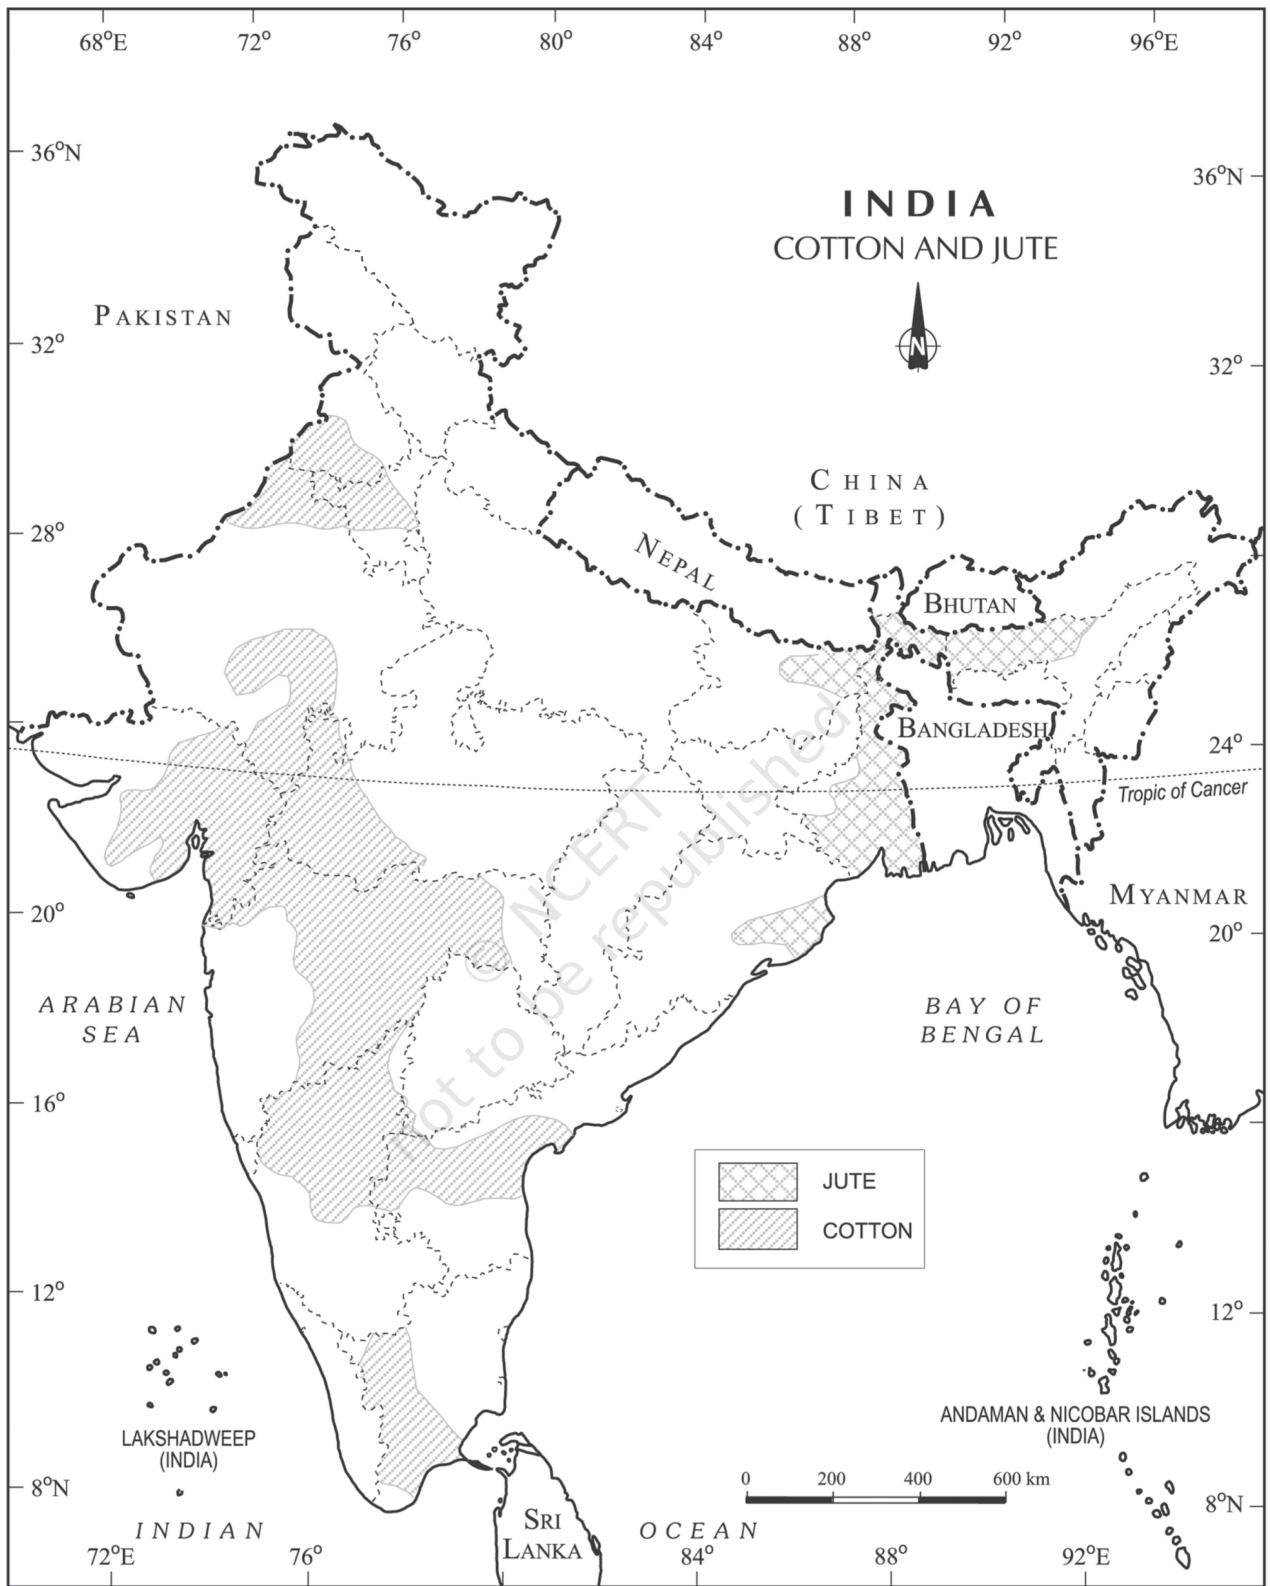 68°E 72° 76° 80° 84° 88° 92° 96°E
36°N
36°N
INDIA
COTTON AND JUTE
N
PAKISTAN
32°
32°
CHINA
(TIBET)
28°
NEPAL
BHUTAN
BANGLADESH
24°
Tropic of Cancer
© NCERT
not to be republished
MYANMAR
20°
20°
ARABIAN
SEA
BAY OF
BENGAL
16°
JUTE
COTTON
12°
12°
ANDAMAN & NICOBAR ISLANDS
(INDIA)
LAKSHADWEEP
(INDIA)
0 200 400 600 km
8°N
8°N
SRI
LANKA
INDIAN OCEAN
72°E 76° 84° 88° 92°E